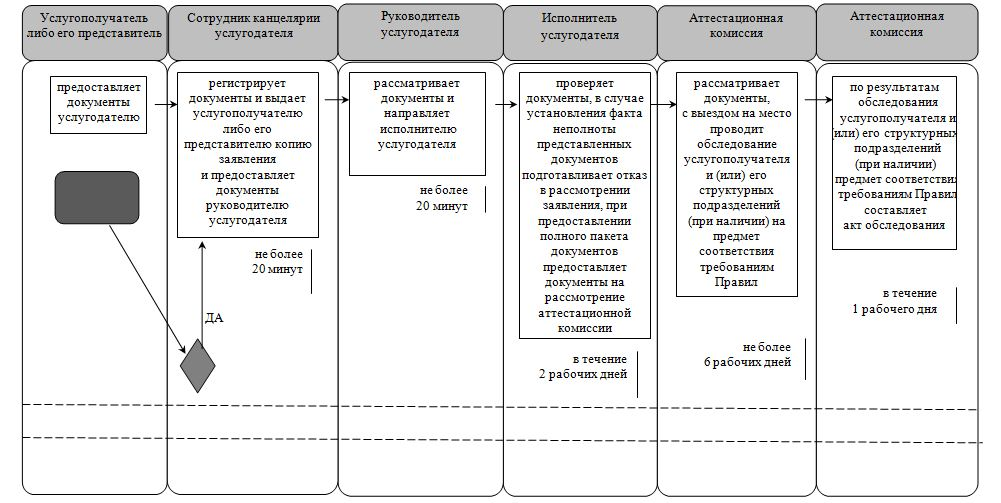 Услугополучатель
либо его представитель
Сотрудник канцелярии
услугодателя
Руководитель
услугодателя
Исполнитель
услугодателя
Аттестационная
комиссия
Аттестационная
комиссия
предоставляет
документы
услугодателю
регистрирует
документы и выдает
услугополучателю
либо его
представителю копию
заявления
и предоставляет
документы
руководителю
услугодателя
не более
20 минут
ДА
рассматривает
документы и
направляет
исполнителю
услугодателя
не более
20 минут
проверяет
документы, в случае
установления факта
неполноты
представленных
документов
подготавливает отказ
в рассмотрении
заявления, при
предоставлении
полного пакета
документов
предоставляет
документы на
рассмотрение
аттестационной
комиссии
в течение
2 рабочих дней
рассматривает
документы,
с выездом на место
проводит
обследование
услугополучателя
и (или) его
структурных
подразделений
(при наличии) на
предмет
соответствия
требованиям
Правил
не более
6 рабочих дней
по результатам
обследования
услугополучателя и
(или) его структурных
подразделений
(при наличии)
предмет соответствия
требованиям Правил
составляет
акт обследования
в течение
1 рабочего дня